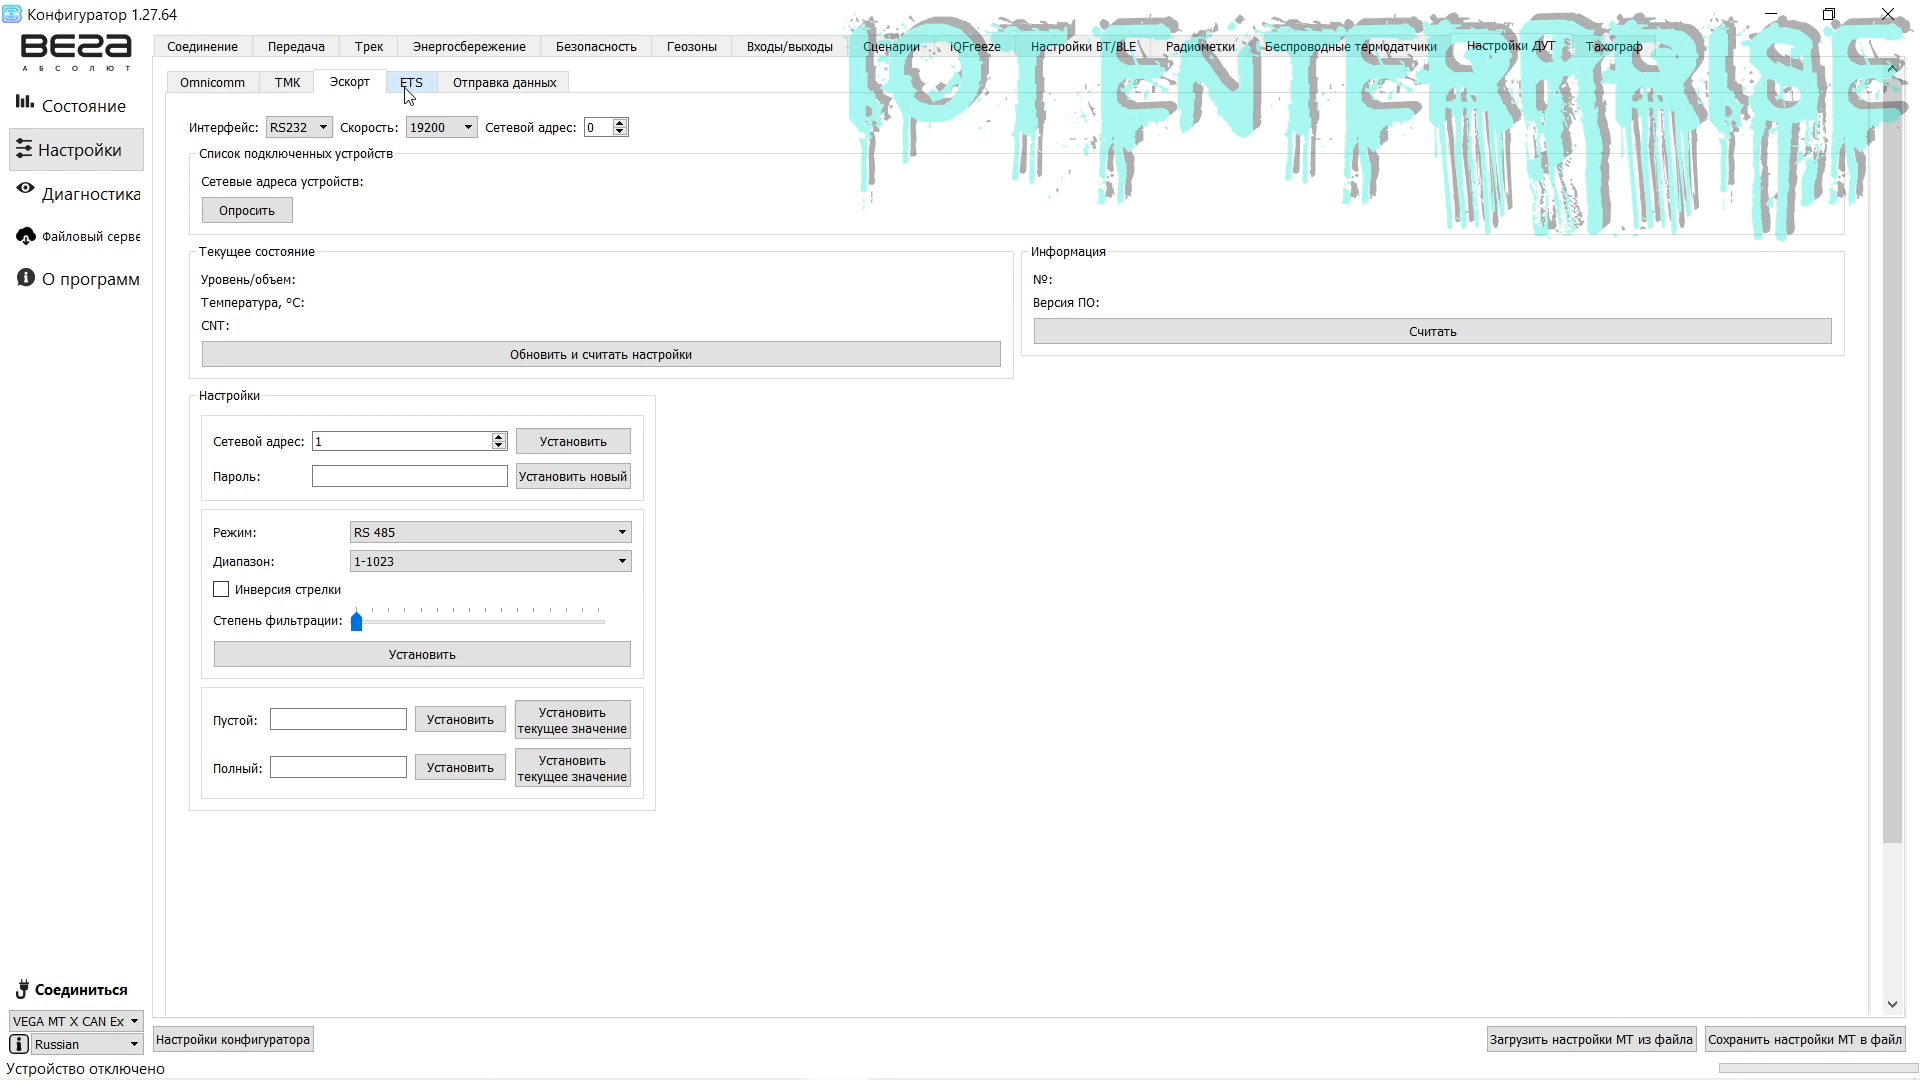 Конфигуратор 1.27.64
IOT ENTERPRISE
ВЕГА
АБСОЛЮТ
Соединение Передача Трек Энергосбережение Безопасность Геозоны Входы/выходы Сценарии iQFreeze Настройки BT/BLE Радиометки Беспроводные термодатчики Настройки ДУТ Тахограф
Omnicomm ТМК Эскорт ETS Отправка данных
Состояние
Настройки
Диагностика
Файловый серве
О программ
Интерфейс: RS232 Скорость: 19200 Сетевой адрес: 0
Список подключенных устройств
Сетевые адреса устройств:
Опросить
Текущее состояние
Уровень/объем:
Температура, °C:
CNT:
Обновить и считать настройки
Информация
№:
Версия ПО:
Считать
Настройки
Сетевой адрес: 1 Установить
Пароль: Установить новый
Режим: RS 485
Диапазон: 1-1023
Инверсия стрелки
Степень фильтрации:
Установить
Пустой: Установить Установить
текущее значение
Полный: Установить Установить
текущее значение
Соединиться
VEGA MT X CAN Ex
Russian
Настройки конфигуратора Загрузить настройки МТ из файла Сохранить настройки МТ в файл
Устройство отключено